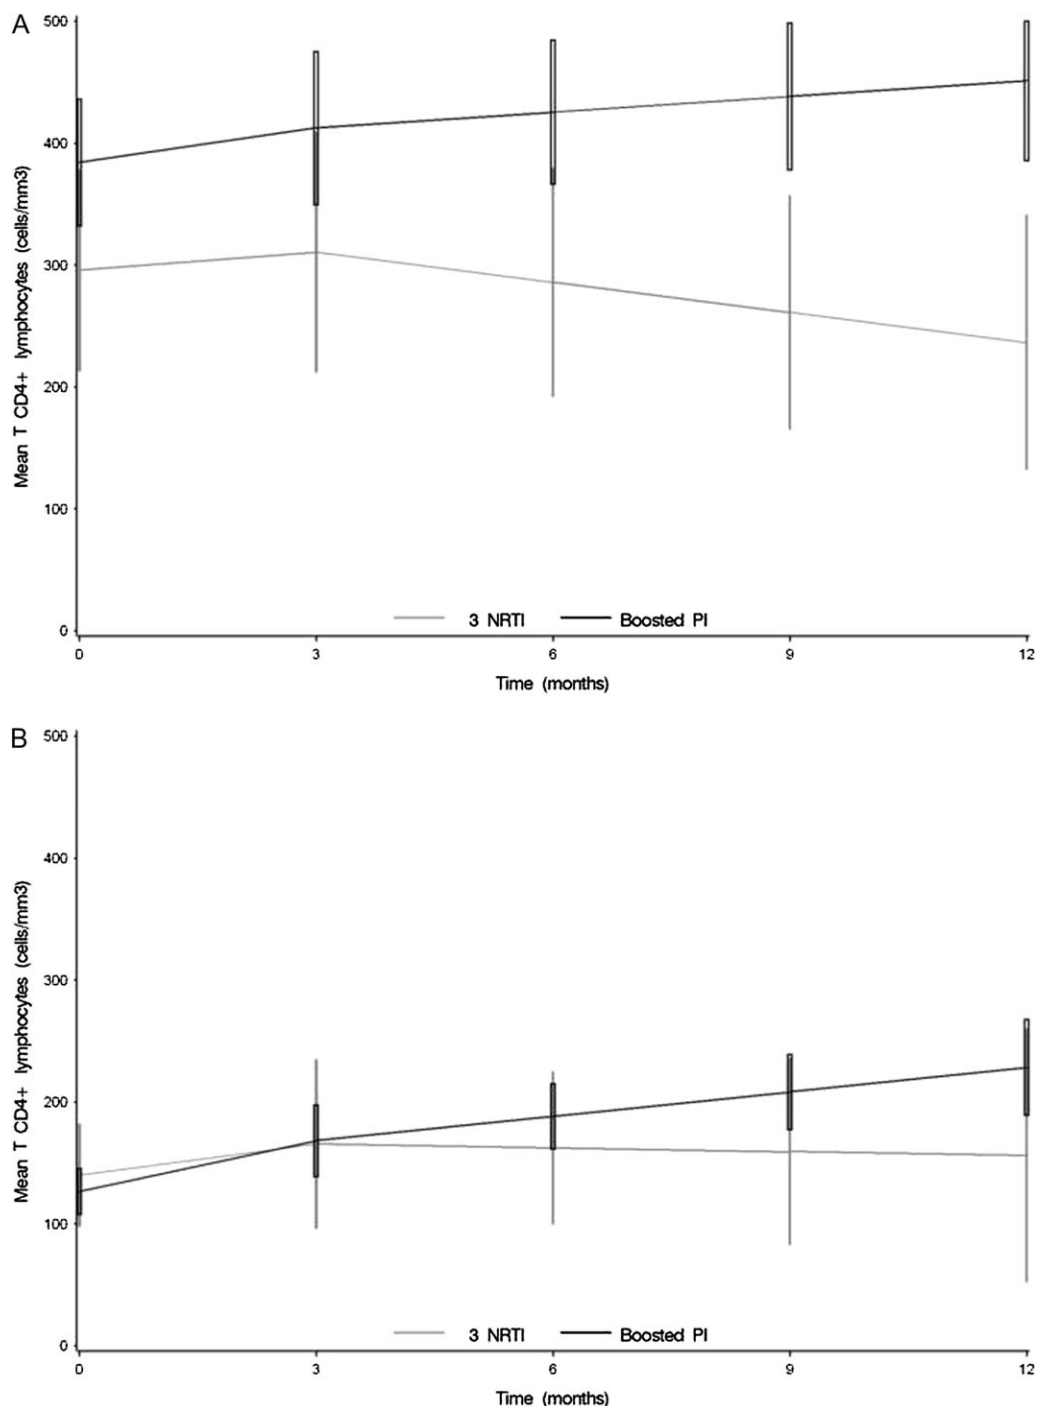 A
500
400
300
200
100
0
Mean T CD4+ lymphocytes (cells/mm3)
3 NRTI Boosted PI
0 3 6 9 12
Time (months)
B
500
400
300
200
100
0
Mean T CD4+ lymphocytes (cells/mm3)
3 NRTI Boosted PI
0 3 6 9 12
Time (months)